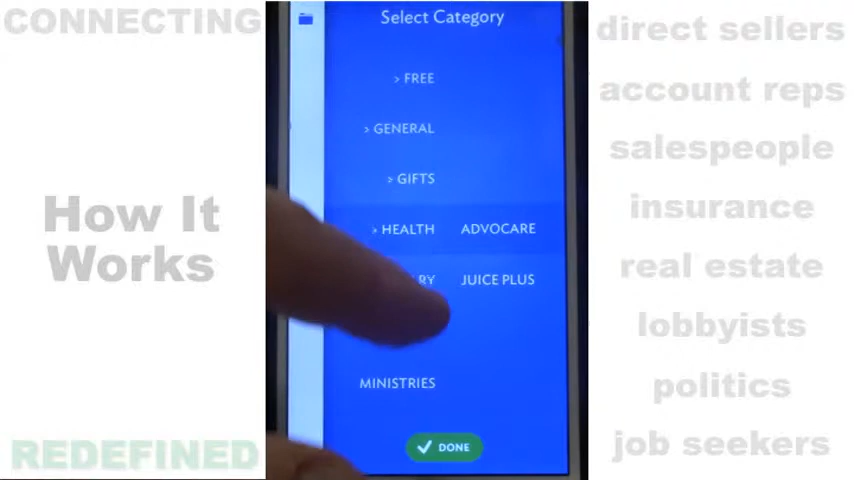 CONNECTING
How It
Works
REDEFINED
Select Category
> FREE
> GENERAL
> GIFTS
> HEALTH ADVOCARE
RY JUICE PLUS
MINISTRIES
DONE
direct sellers
account reps
salespeople
insurance
real estate
lobbyists
politics
job seekers